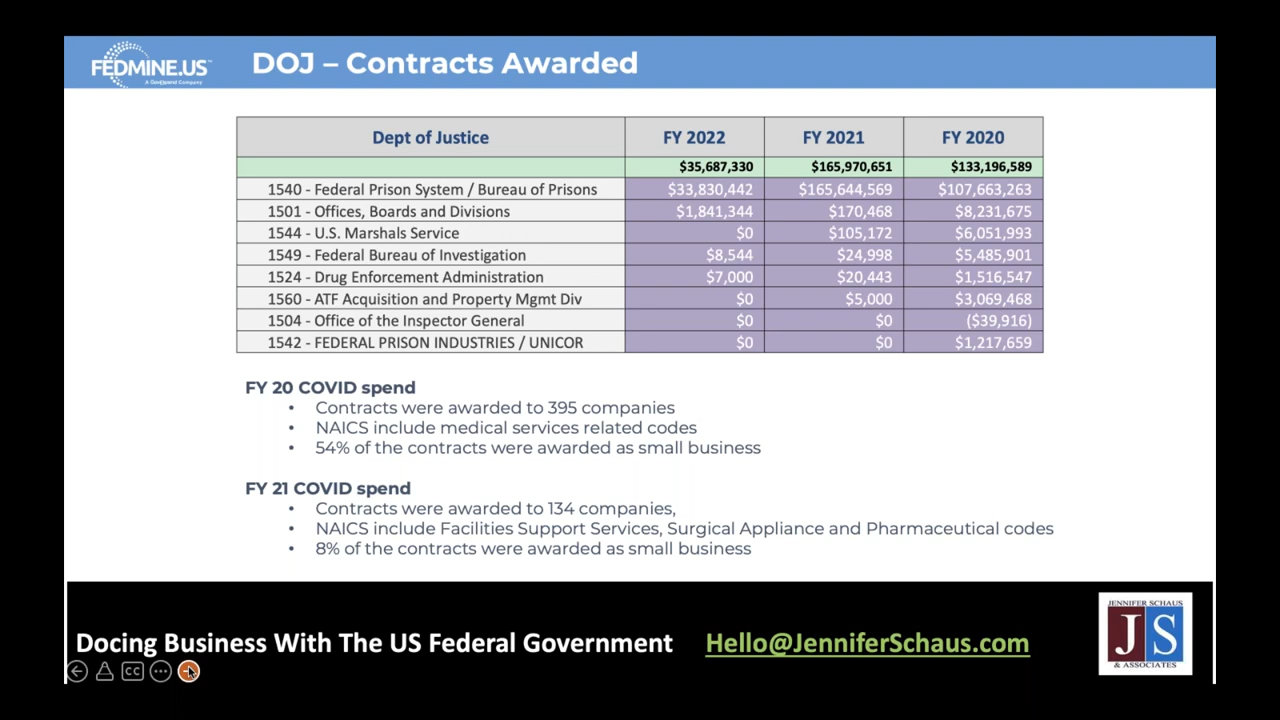 FEDMINE.US™
A GovSpend Company
DOJ – Contracts Awarded
Dept of Justice FY 2022 FY 2021 FY 2020
$35,687,330 $165,970,651 $133,196,589
1540 - Federal Prison System / Bureau of Prisons $33,830,442 $165,644,569 $107,663,263
1501 - Offices, Boards and Divisions $1,841,344 $170,468 $8,231,675
1544 - U.S. Marshals Service $0 $105,172 $6,051,993
1549 - Federal Bureau of Investigation $8,544 $24,998 $5,485,901
1524 - Drug Enforcement Administration $7,000 $20,443 $1,516,547
1560 - ATF Acquisition and Property Mgmt Div $0 $5,000 $3,069,468
1504 - Office of the Inspector General $0 $0 ($39,916)
1542 - FEDERAL PRISON INDUSTRIES / UNICOR $0 $0 $1,217,659
FY 20 COVID spend
• Contracts were awarded to 395 companies
• NAICS include medical services related codes
• 54% of the contracts were awarded as small business
FY 21 COVID spend
• Contracts were awarded to 134 companies,
• NAICS include Facilities Support Services, Surgical Appliance and Pharmaceutical codes
• 8% of the contracts were awarded as small business
Docing Business With The US Federal Government Hello@JenniferSchaus.com
JENNIFER SCHAUS
J S
& ASSOCIATES
CC